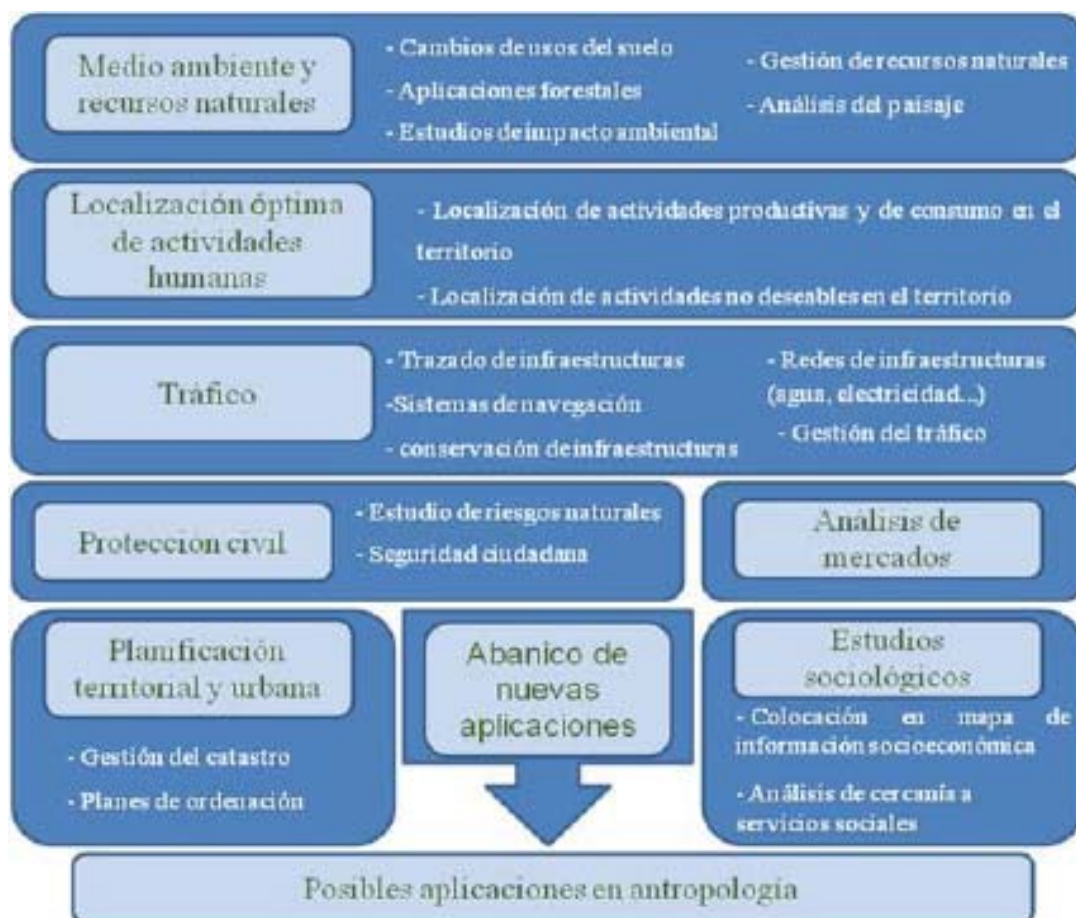 Medio ambiente y
recursos naturales
- Cambios de usos del suelo
- Aplicaciones forestales
- Estudios de impacto ambiental
- Gestión de recursos naturales
- Análisis del paisaje
Localización óptima
de actividades
humanas
- Localización de actividades productivas y de consumo en el
territorio
- Localización de actividades no deseables en el territorio
Tráfico
- Trazado de infraestructuras
-Sistemas de navegación
- conservación de infraestructuras
- Redes de infraestructuras
(agua, electricidad...)
- Gestión del tráfico
Protección civil
- Estudio de riesgos naturales
- Seguridad ciudadana
Análisis de
mercados
Planificación
territorial y urbana
- Gestión del catastro
- Planes de ordenación
Abanico de
nuevas
aplicaciones
Estudios
sociológicos
- Colocación en mapa de
información socioeconómica
- Análisis de cercanía a
servicios sociales
Posibles aplicaciones en antropología